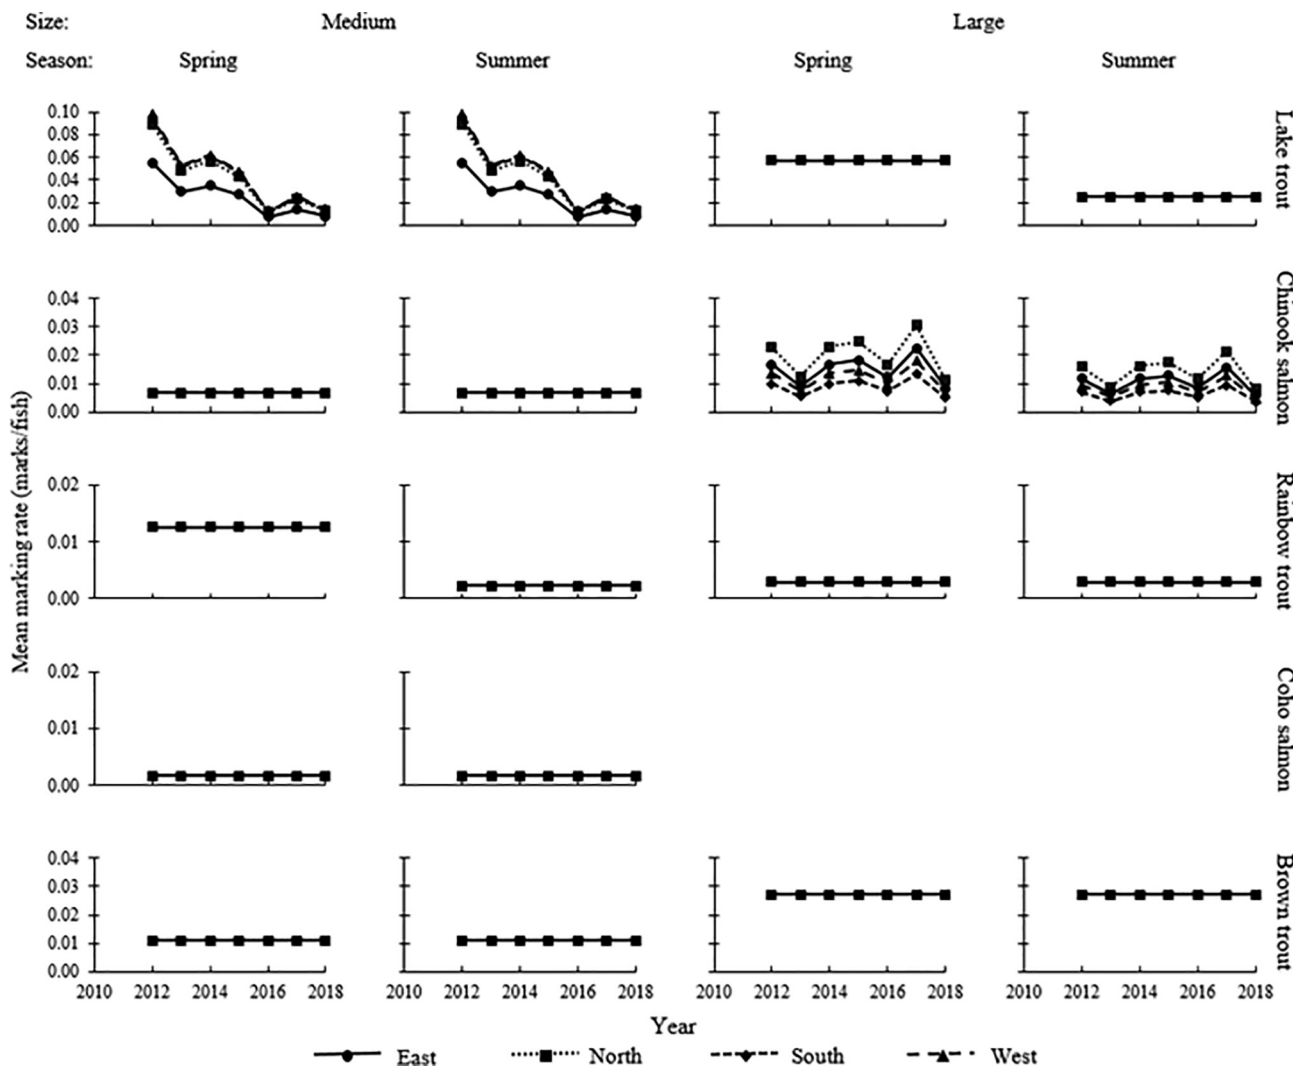 Size: Medium Large
Season: Spring Summer Spring Summer
0.10
0.08
0.06
0.04
0.02
0.00
Lake trout
0.04
0.03
0.02
0.01
0.00
Chinook salmon
0.02
0.01
0.00
Rainbow trout
0.02
0.01
0.00
Coho salmon
0.04
0.03
0.02
0.01
0.00
Brown trout
Mean marking rate (marks/fish)
2010 2012 2014 2016 2018 2010 2012 2014 2016 2018 2010 2012 2014 2016 2018 2010 2012 2014 2016 2018
Year
East North South West